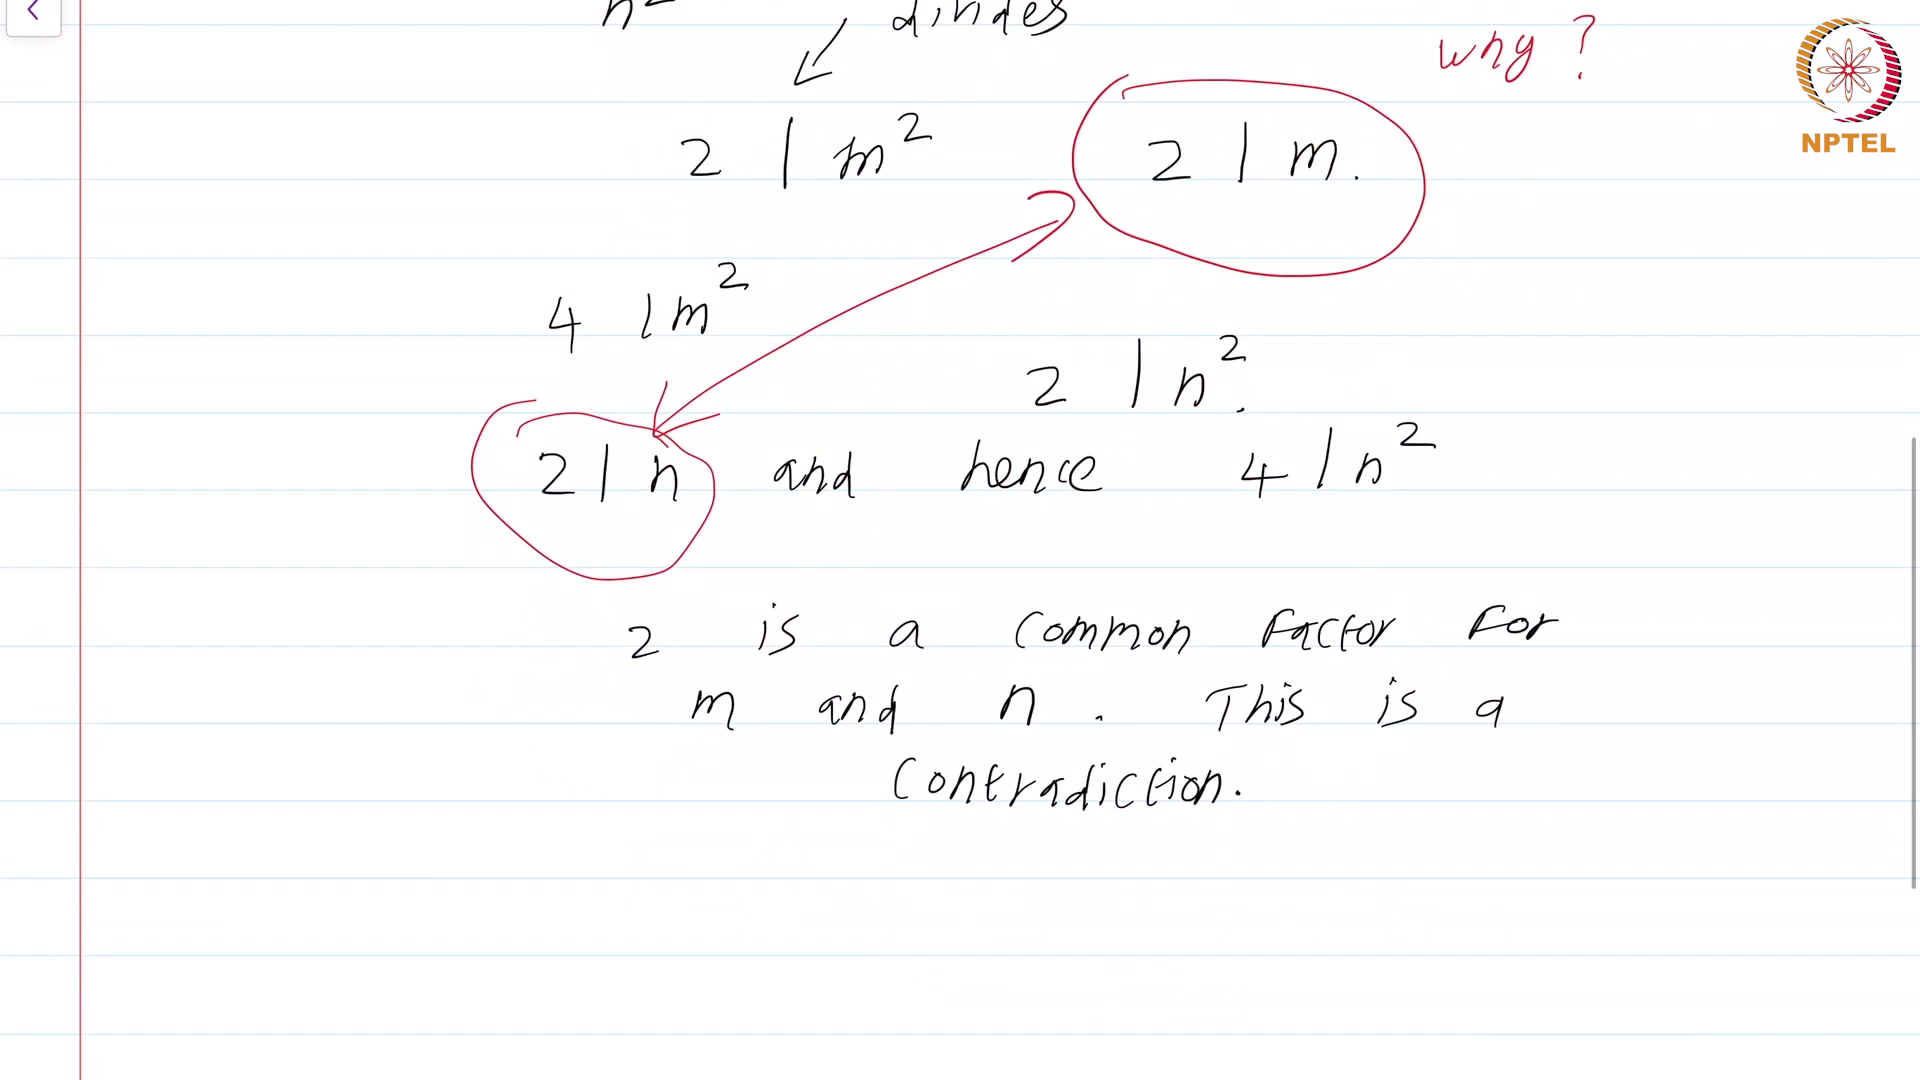 n² divides
why ?
NPTEL
2 | m² 2 | m.
4 | m²
2 | n².
2 | n and hence 4 | n²
2 is a common factor for
m and n. This is a
contradiction.